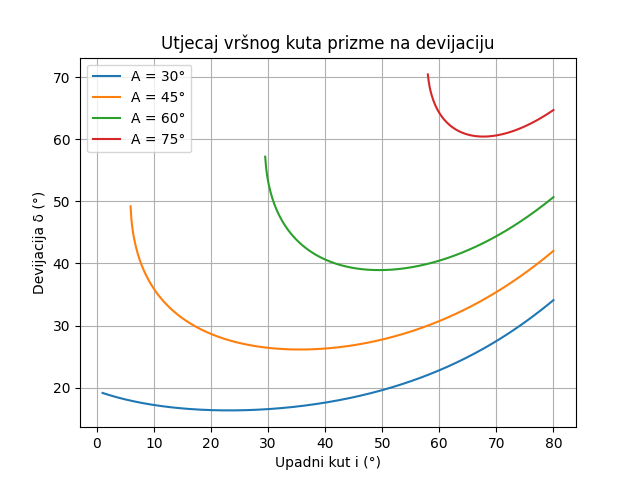 Utjecaj vršnog kuta prizme na devijaciju
A = 30°
A = 45°
A = 60°
A = 75°
Devijacija δ (°)
70
60
50
40
30
20
0 10 20 30 40 50 60 70 80
Upadni kut i (°)